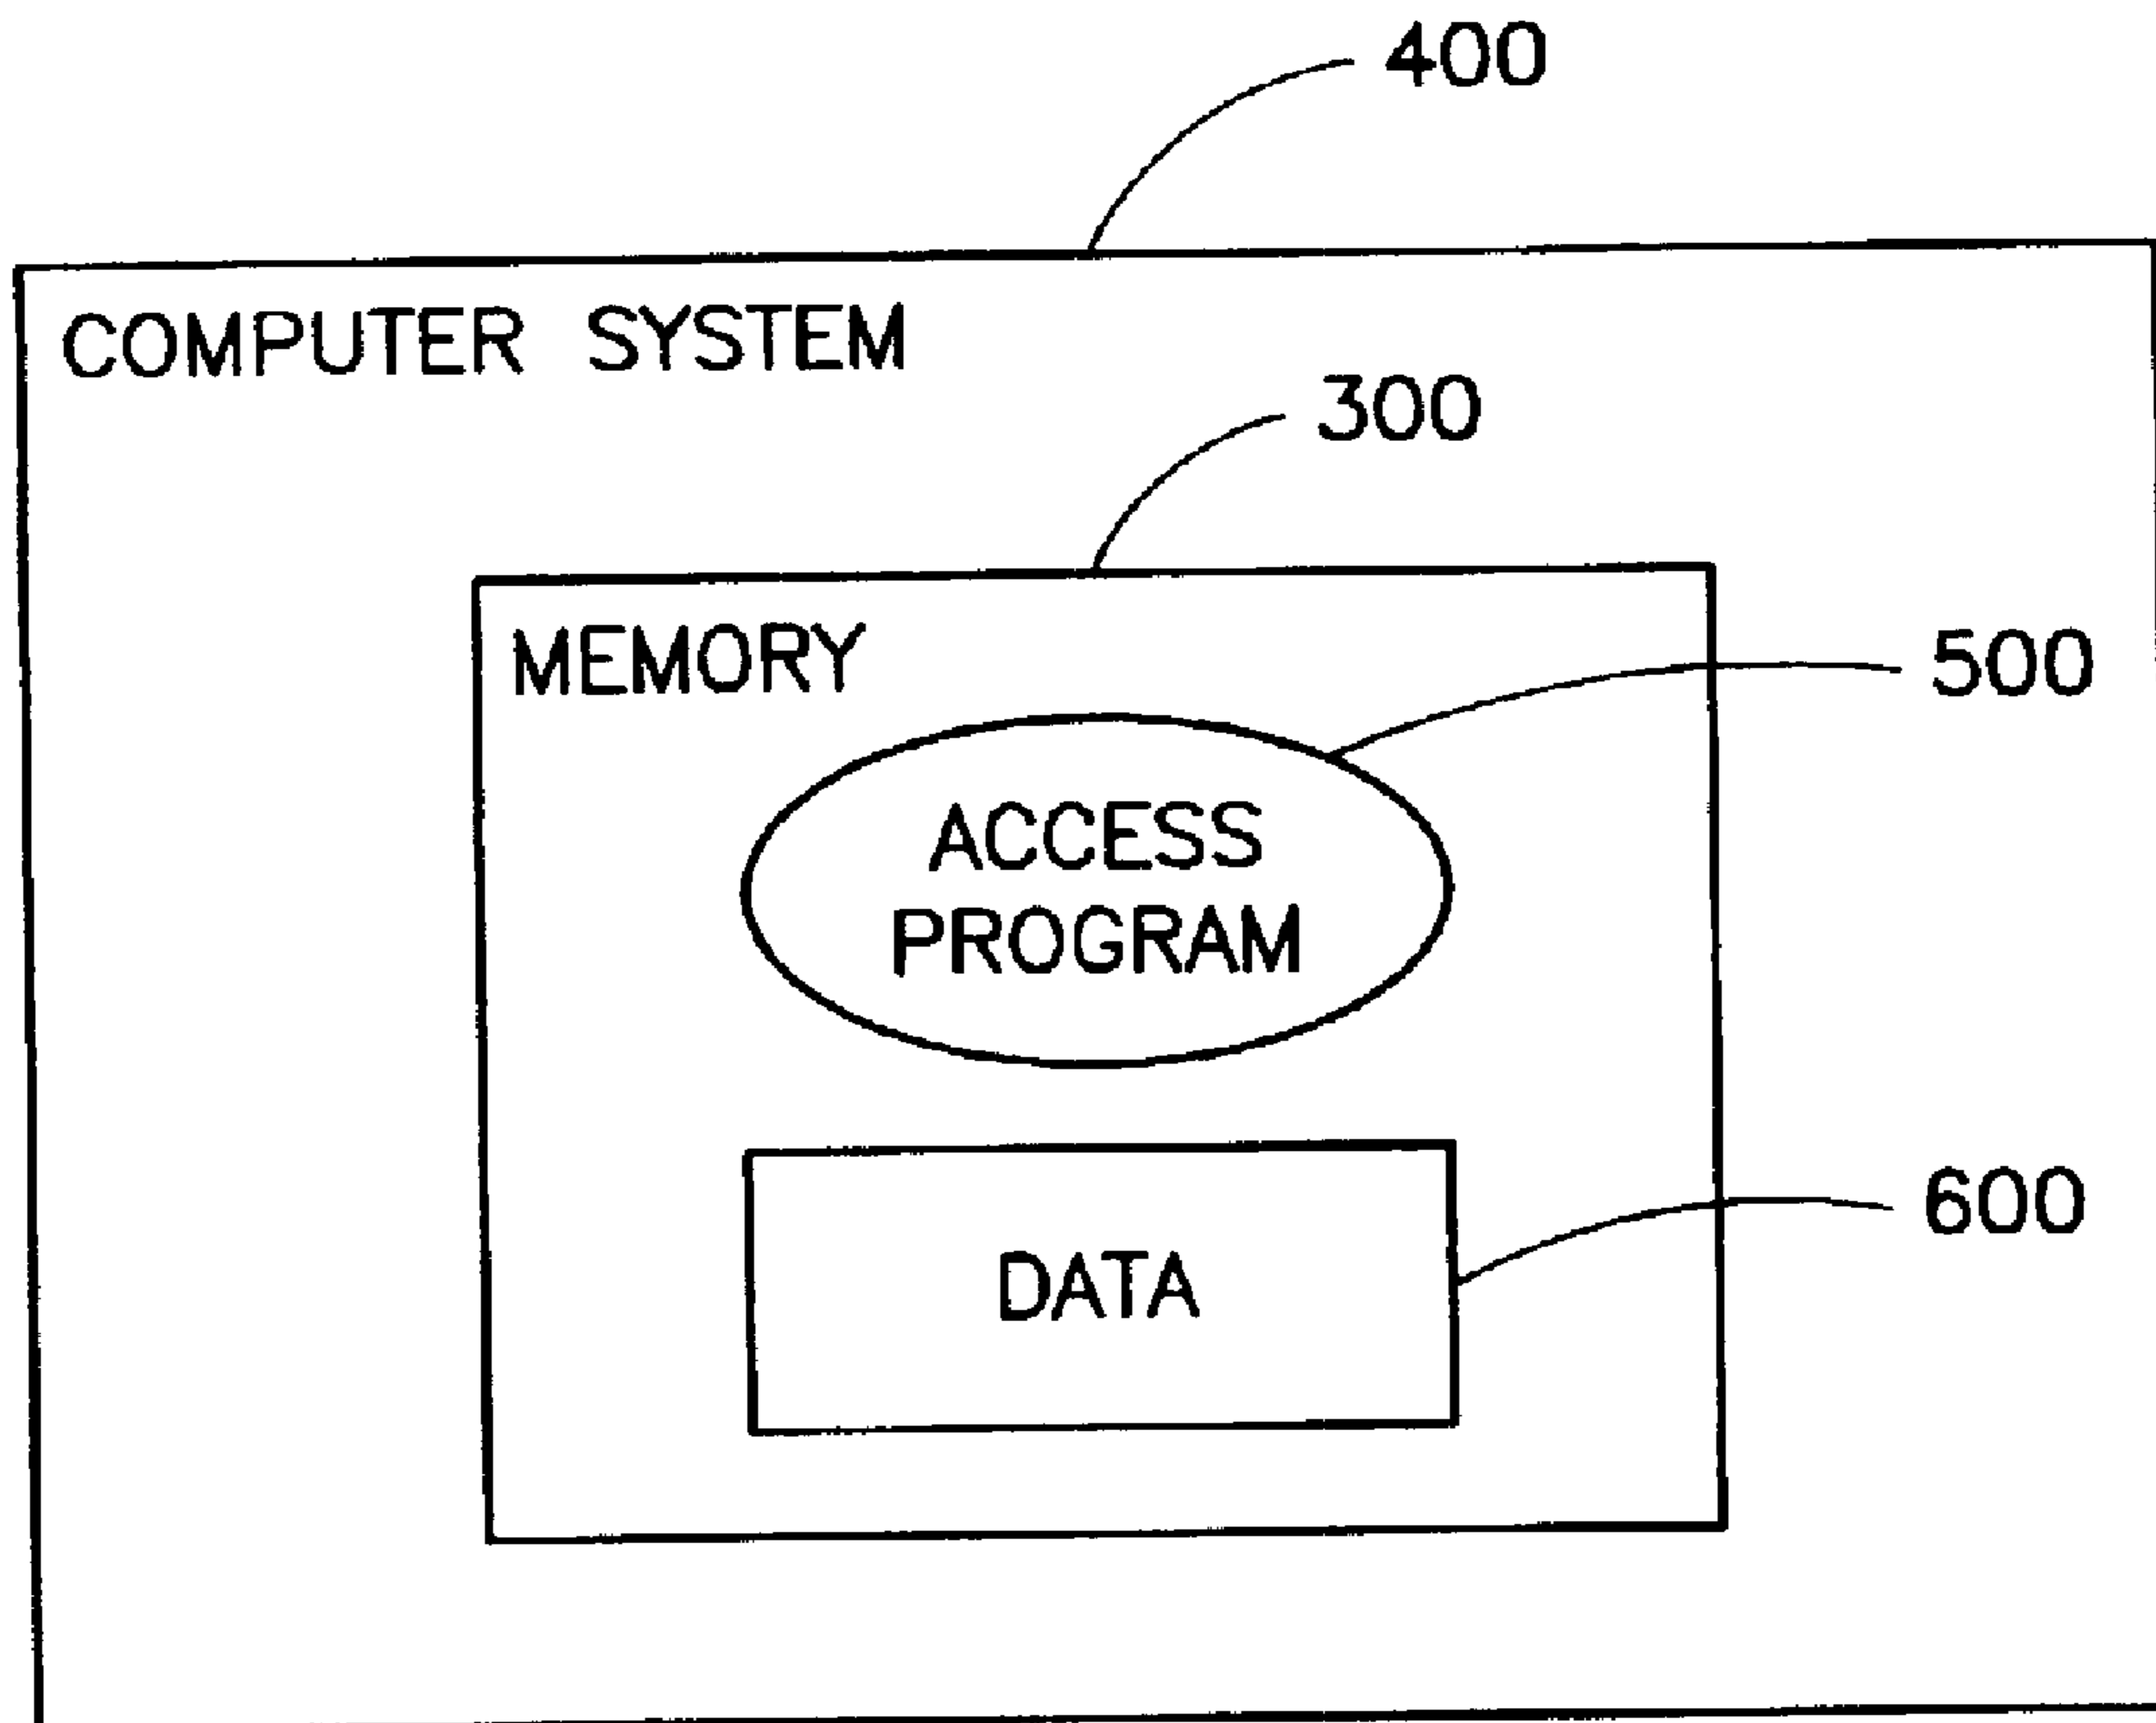 400
COMPUTER SYSTEM
300
MEMORY
500
ACCESS
PROGRAM
600
DATA